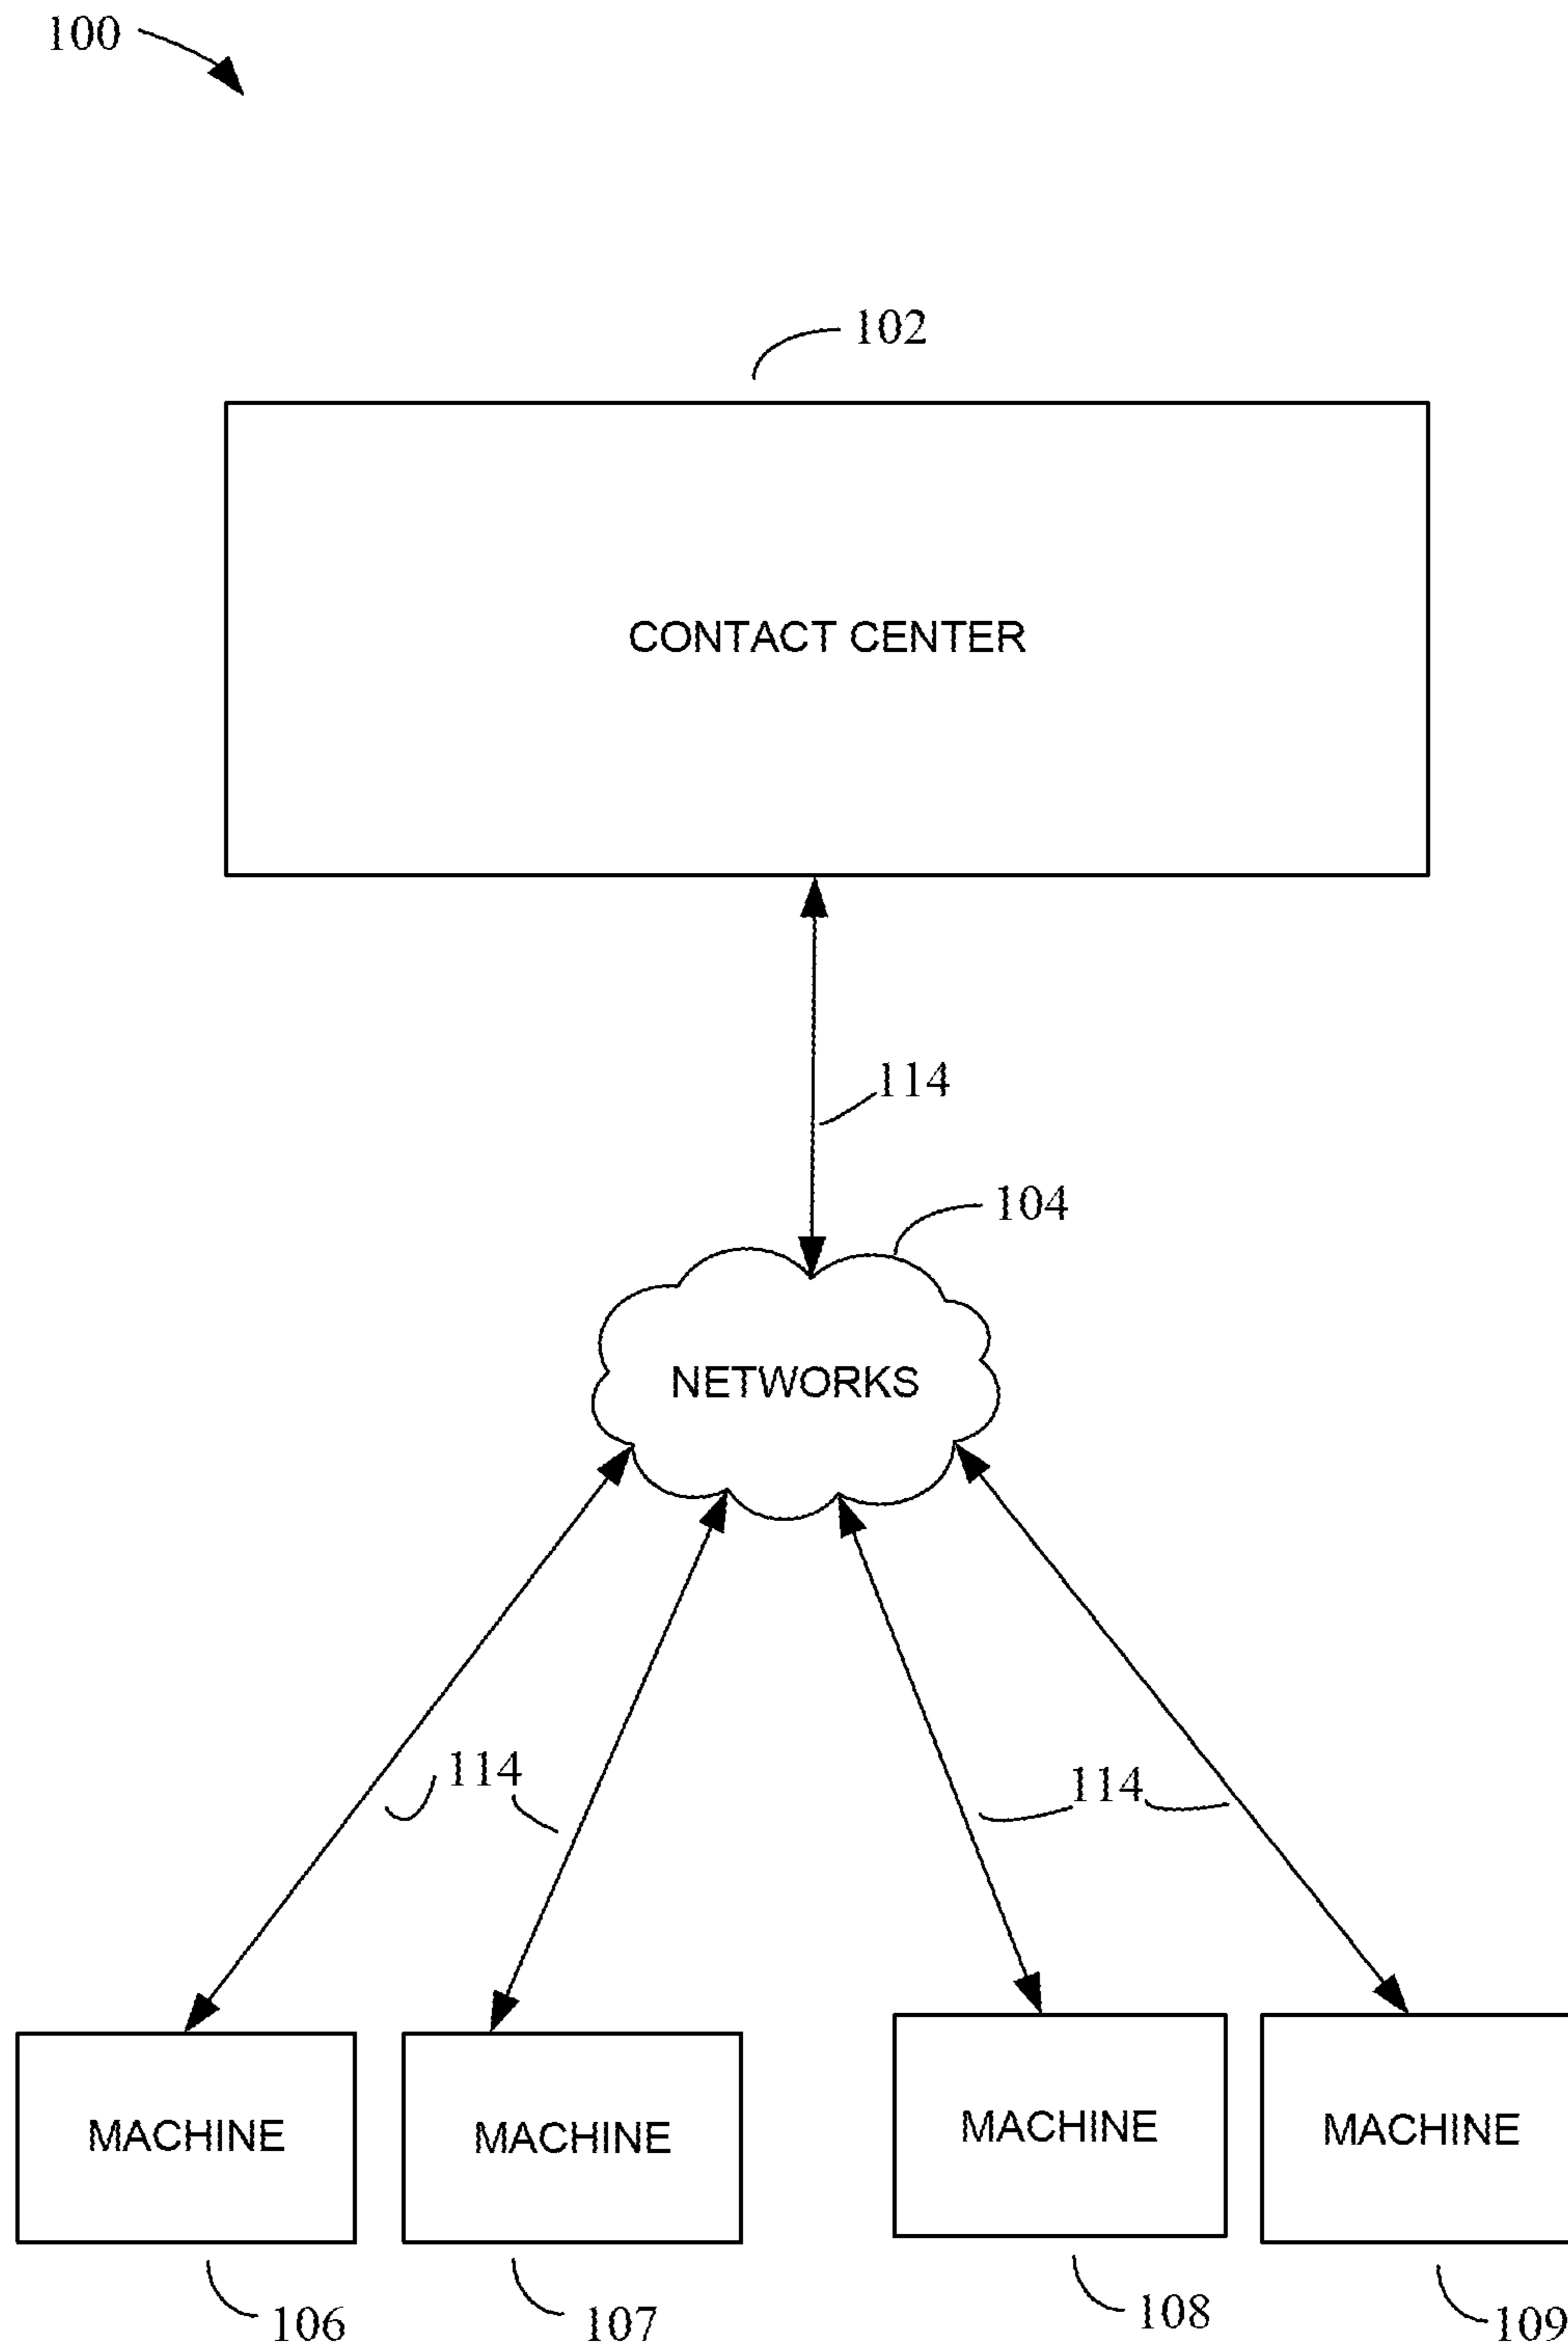 100
102
CONTACT CENTER
114
104
NETWORKS
114
114
MACHINE
MACHINE
MACHINE
MACHINE
106
107
108
109